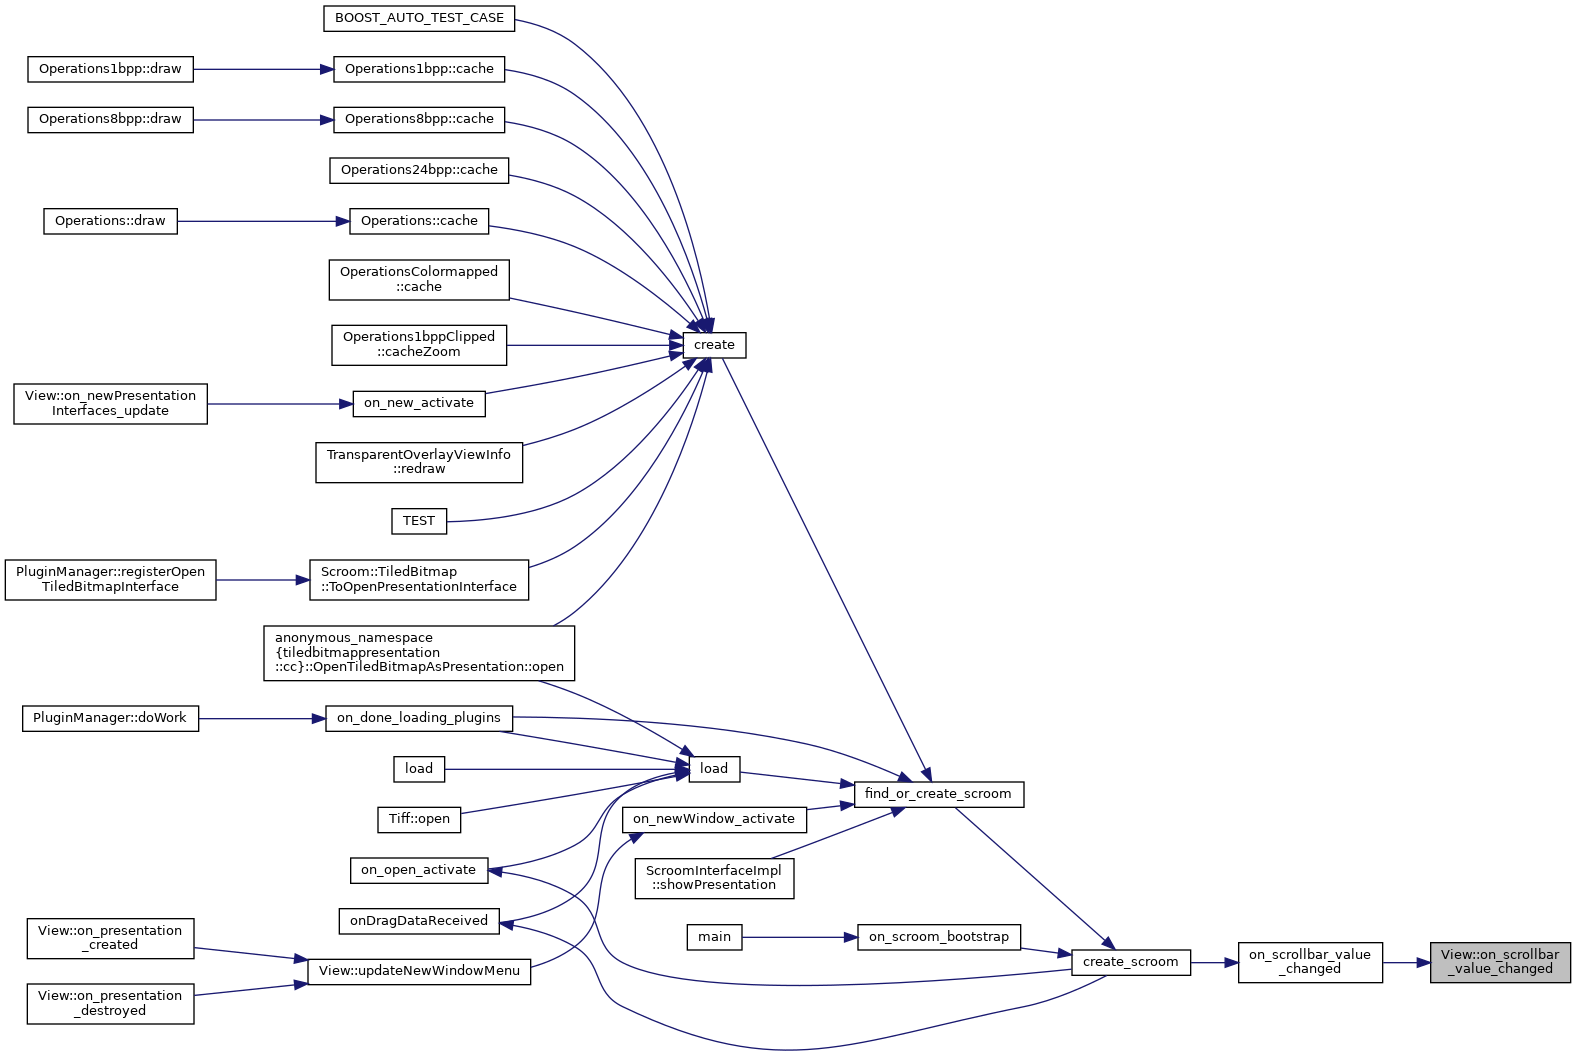 BOOST_AUTO_TEST_CASE
Operations1bpp::draw
Operations1bpp::cache
Operations8bpp::draw
Operations8bpp::cache
Operations24bpp::cache
Operations::draw
Operations::cache
OperationsColormapped
::cache
Operations1bppClipped
::cacheZoom
create
View::on_newPresentation
Interfaces_update
on_new_activate
TransparentOverlayViewInfo
::redraw
TEST
PluginManager::registerOpen
TiledBitmapInterface
Scroom::TiledBitmap
::ToOpenPresentationInterface
anonymous_namespace
{tiledbitmappresentation
::cc}::OpenTiledBitmapAsPresentation::open
PluginManager::doWork
on_done_loading_plugins
load
load
find_or_create_scroom
Tiff::open
on_newWindow_activate
on_open_activate
ScroomInterfaceImpl
::showPresentation
onDragDataReceived
View::on_presentation
_created
main
on_scroom_bootstrap
View::updateNewWindowMenu
create_scroom
on_scrollbar_value
_changed
View::on_scrollbar
_value_changed
View::on_presentation
_destroyed